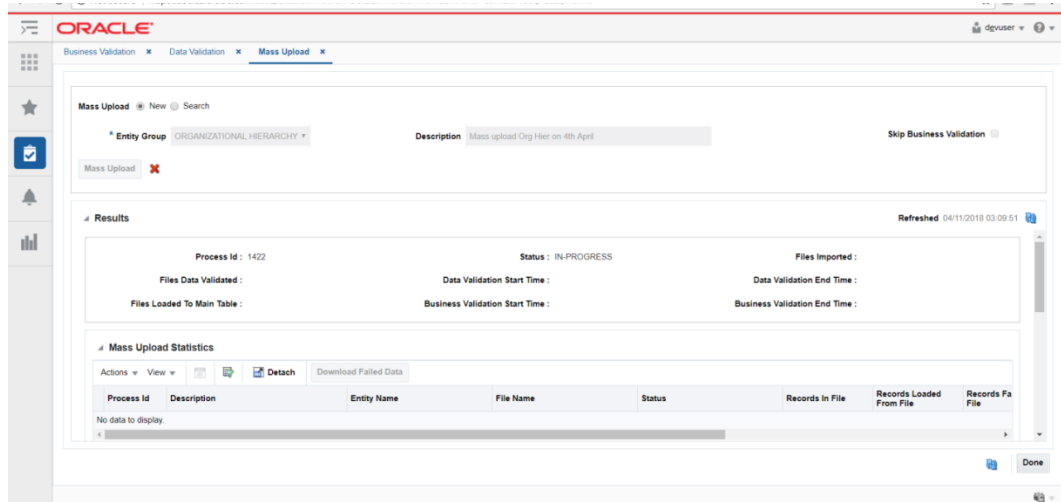 ORACLE
devuser
Business Validation Data Validation Mass Upload
Mass Upload New Search
* Entity Group ORGANIZATIONAL HIERARCHY Description Mass upload Org Hier on 4th April Skip Business Validation
Mass Upload
Results Refreshed 04/11/2018 03:09:51
Process Id : 1422 Status : IN-PROGRESS Files Imported :
Files Data Validated : Data Validation Start Time : Data Validation End Time :
Files Loaded To Main Table : Business Validation Start Time : Business Validation End Time :
Mass Upload Statistics
Actions View Detach Download Failed Data
Process Id Description Entity Name File Name Status Records In File Records Loaded From File Records Fa File
No data to display.
Done